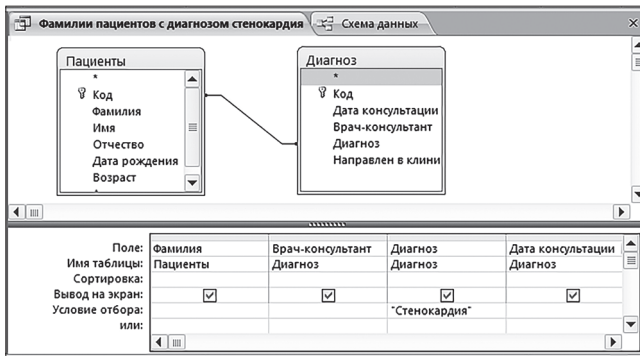 Фамилии пациентов с диагнозом стенокардия Схема данных
Пациенты
*
Код
Фамилия
Имя
Отчество
Дата рождения
Возраст
Диагноз
*
Код
Дата консультации
Врач-консультант
Диагноз
Направлен в клини
Поле: Фамилия Врач-консультант Диагноз Дата консультации
Имя таблицы: Пациенты Диагноз Диагноз Диагноз
Сортировка:
Вывод на экран:
Условие отбора: "Стенокардия"
или: